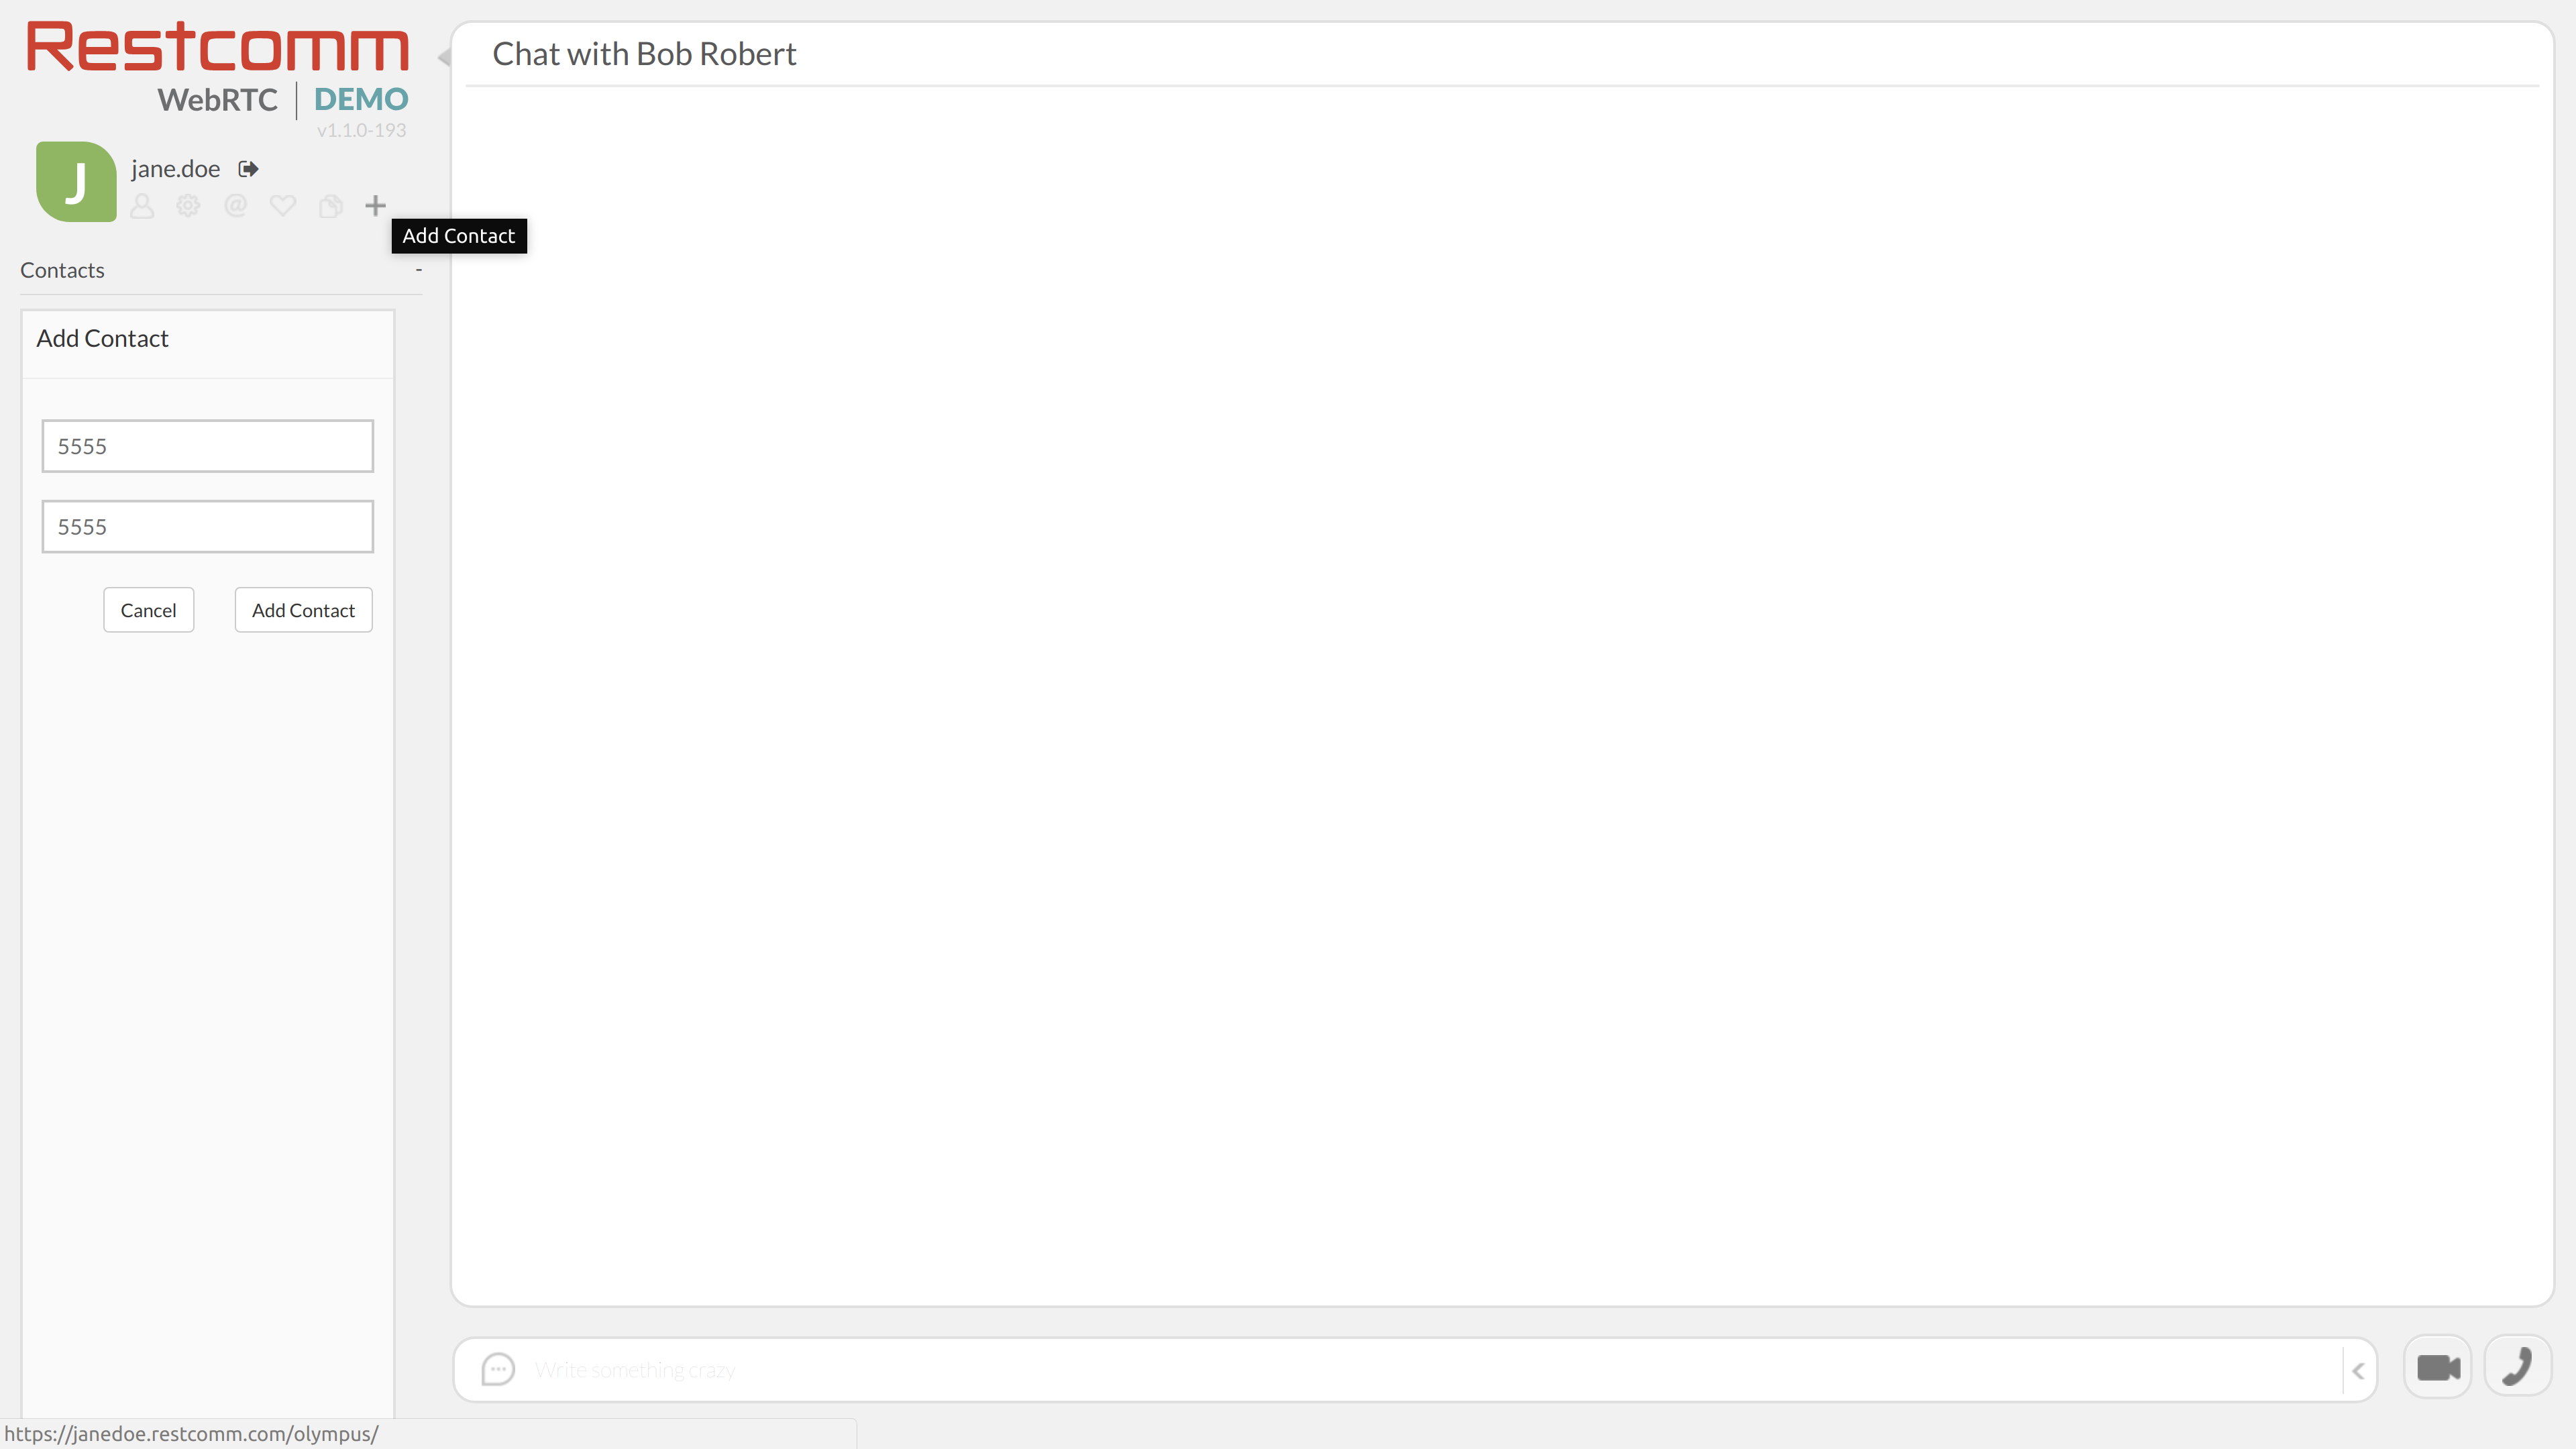 Restcomm
WebRTC | DEMO
v1.1.0-193
J
jane.doe
Add Contact
Contacts -
Add Contact
5555
5555
Cancel Add Contact
Chat with Bob Robert
Write something crazy
https://janedoe.restcomm.com/olympus/